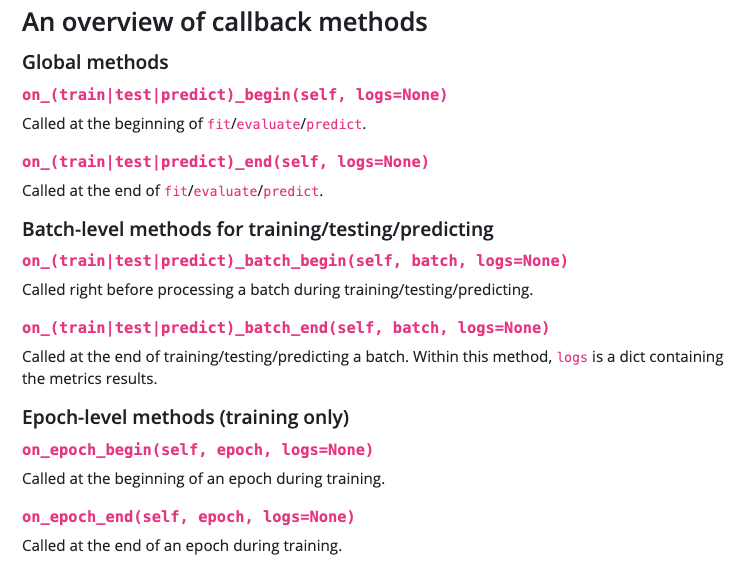 An overview of callback methods
Global methods
on_(train|test|predict)_begin(self, logs=None)
Called at the beginning of fit/evaluate/predict.
on_(train|test|predict)_end(self, logs=None)
Called at the end of fit/evaluate/predict.
Batch-level methods for training/testing/predicting
on_(train|test|predict)_batch_begin(self, batch, logs=None)
Called right before processing a batch during training/testing/predicting.
on_(train|test|predict)_batch_end(self, batch, logs=None)
Called at the end of training/testing/predicting a batch. Within this method, logs is a dict containing
the metrics results.
Epoch-level methods (training only)
on_epoch_begin(self, epoch, logs=None)
Called at the beginning of an epoch during training.
on_epoch_end(self, epoch, logs=None)
Called at the end of an epoch during training.